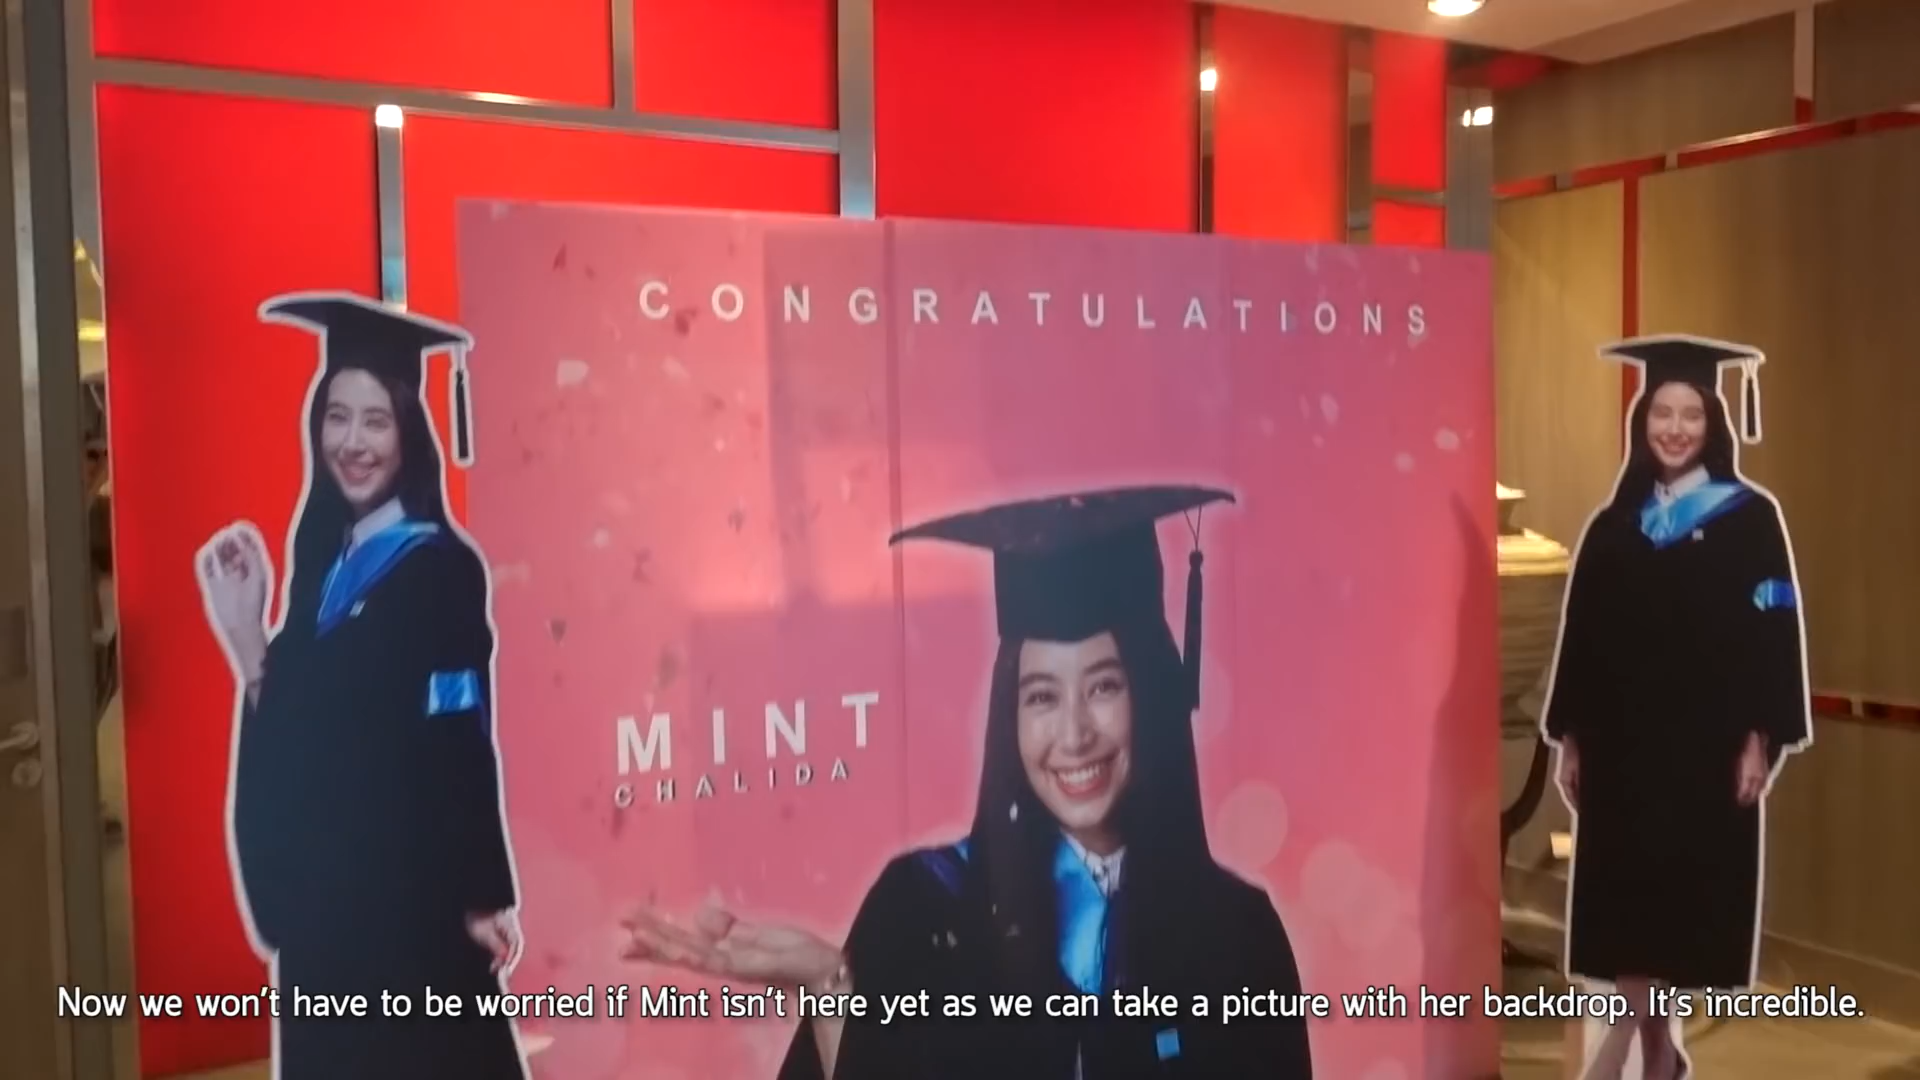 CONGRATULATIONS
MINT
CHALIDA
Now we won't have to be worried if Mint isn't here yet as we can take a picture with her backdrop. It's incredible.